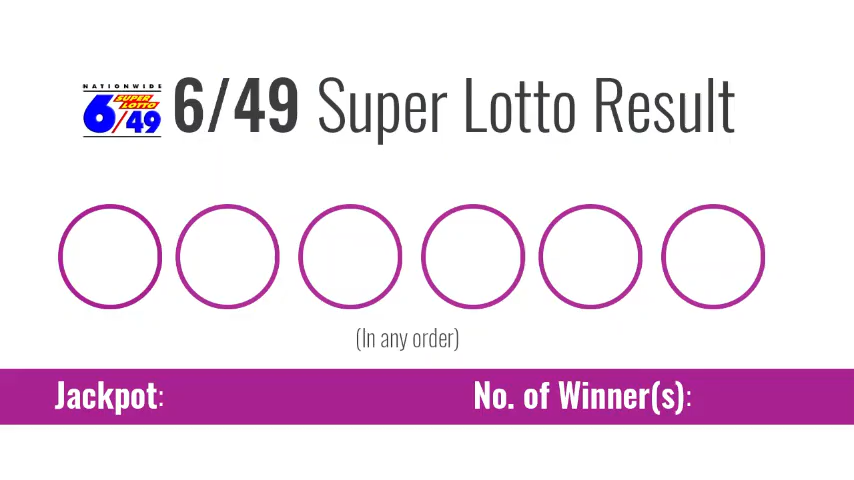 NATIONWIDE
6/49 SUPER LOTTO
6/49 Super Lotto Result
(In any order)
Jackpot:
No. of Winner(s):